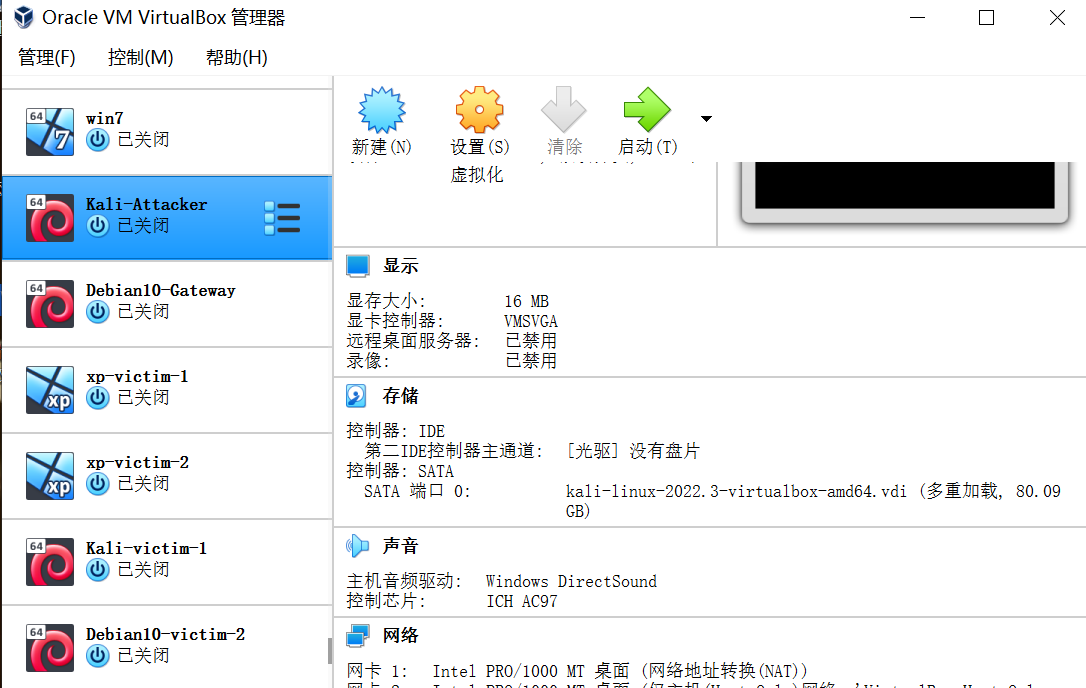 Oracle VM VirtualBox 管理器
管理(F) 控制(M) 帮助(H)
64
win7
已关闭
64
Kali-Attacker
已关闭
64
Debian10-Gateway
已关闭
xp
xp-victim-1
已关闭
xp
xp-victim-2
已关闭
64
Kali-victim-1
已关闭
64
Debian10-victim-2
已关闭
新建(N) 设置(S) 清除 启动(T)
虚拟化
显示
显存大小: 16 MB
显卡控制器: VMSVGA
远程桌面服务器: 已禁用
录像: 已禁用
存储
控制器: IDE
第二IDE控制器主通道: [光驱] 没有盘片
控制器: SATA
SATA 端口 0: kali-linux-2022.3-virtualbox-amd64.vdi (多重加载, 80.09
GB)
声音
主机音频驱动: Windows DirectSound
控制芯片: ICH AC97
网络
网卡 1: Intel PRO/1000 MT 桌面 (网络地址转换(NAT))